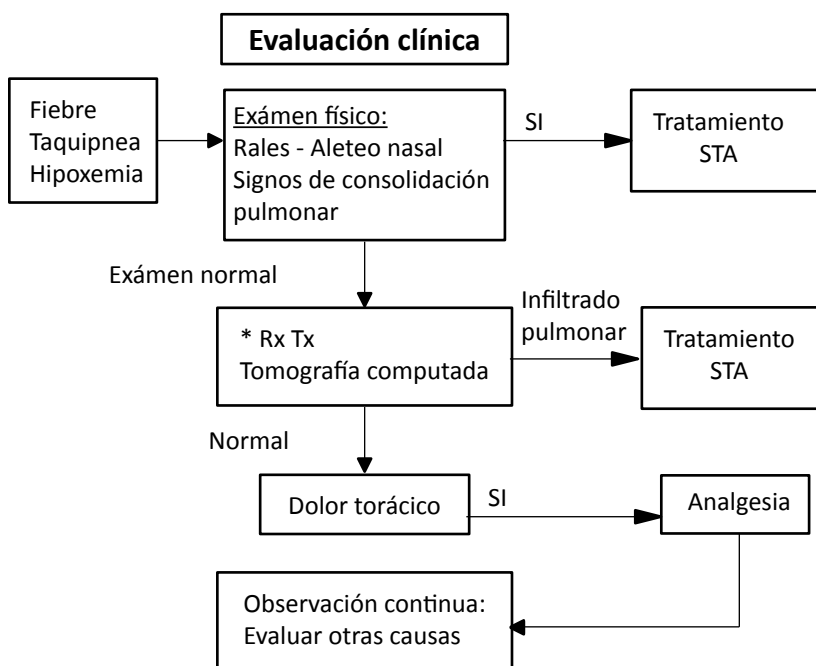 Evaluación clínica
Fiebre
Taquipnea
Hipoxemia
Exámen físico:
Rales - Aleteo nasal
Signos de consolidación
pulmonar
SI
Tratamiento
STA
Exámen normal
* Rx Tx
Tomografía computada
Infiltrado
pulmonar
Tratamiento
STA
Normal
Dolor torácico
SI
Analgesia
Observación continua:
Evaluar otras causas